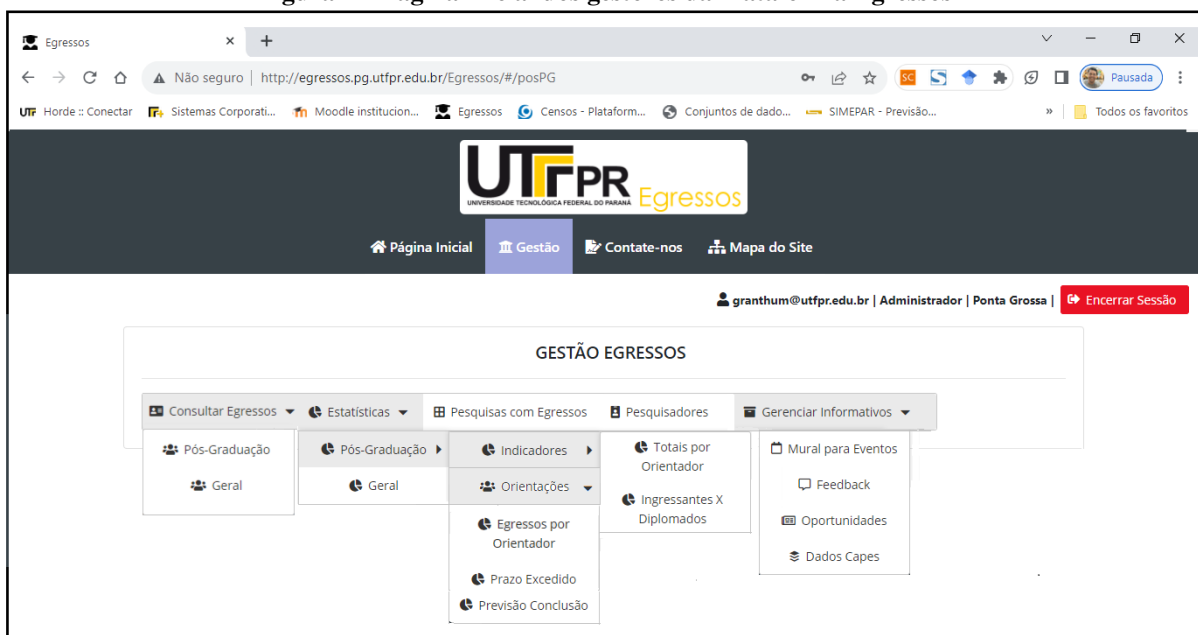 Egressos
Não seguro | http://egressos.pg.utfpr.edu.br/Egressos/#/posPG
SC
S
Pausada
UTF Horde :: Conectar
Sistemas Corporati...
Moodle institucion...
Egressos
Censos - Plataform...
Conjuntos de dado...
SIMEPAR - Previsão...
»
Todos os favoritos
UTFPR Egressos
UNIVERSIDADE TECNOLÓGICA FEDERAL DO PARANÁ
Página Inicial
Gestão
Contate-nos
Mapa do Site
granthum@utfpr.edu.br | Administrador | Ponta Grossa |
Encerrar Sessão
GESTÃO EGRESSOS
Consultar Egressos
Estatísticas
Pesquisas com Egressos
Pesquisadores
Gerenciar Informativos
Pós-Graduação
Geral
Pós-Graduação
Geral
Indicadores
Orientações
Egressos por
Orientador
Prazo Excedido
Previsão Conclusão
Totais por
Orientador
Ingressantes X
Diplomados
Mural para Eventos
Feedback
Oportunidades
Dados Capes